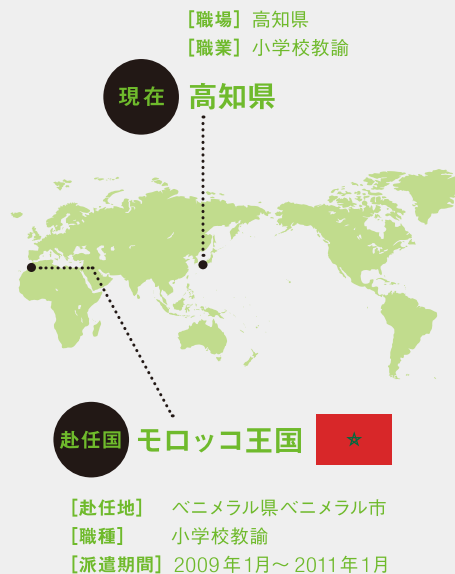 [職場] 高知県
[職業] 小学校教諭
現在 高知県
赴任国 モロッコ王国
[赴任地] ベニメラル県ベニメラル市
[職種] 小学校教諭
[派遣期間] 2009年1月〜2011年1月